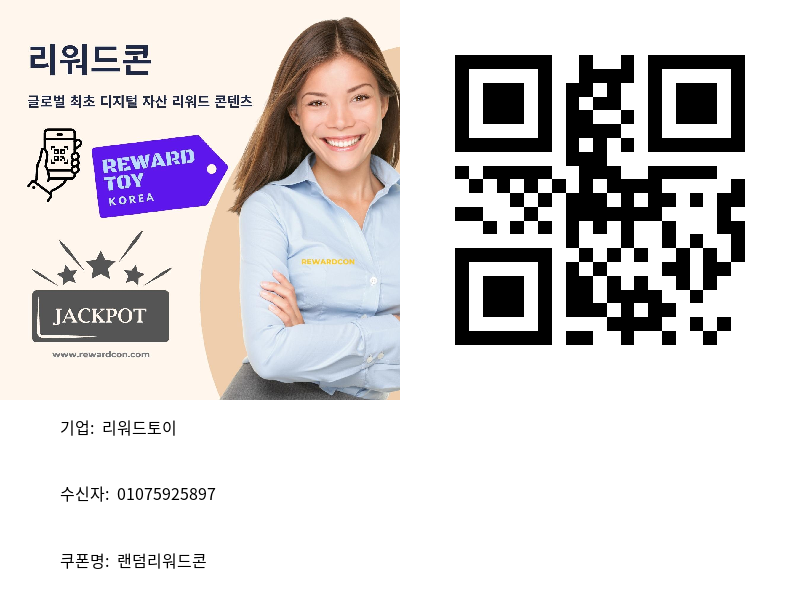 리워드콘
글로벌 최초 디지털 자산 리워드 콘텐츠
REWARD
TOY
KOREA
REWARDCON
JACKPOT
www.rewardcon.com
기업: 리워드토이
수신자: 01075925897
쿠폰명: 랜덤리워드콘